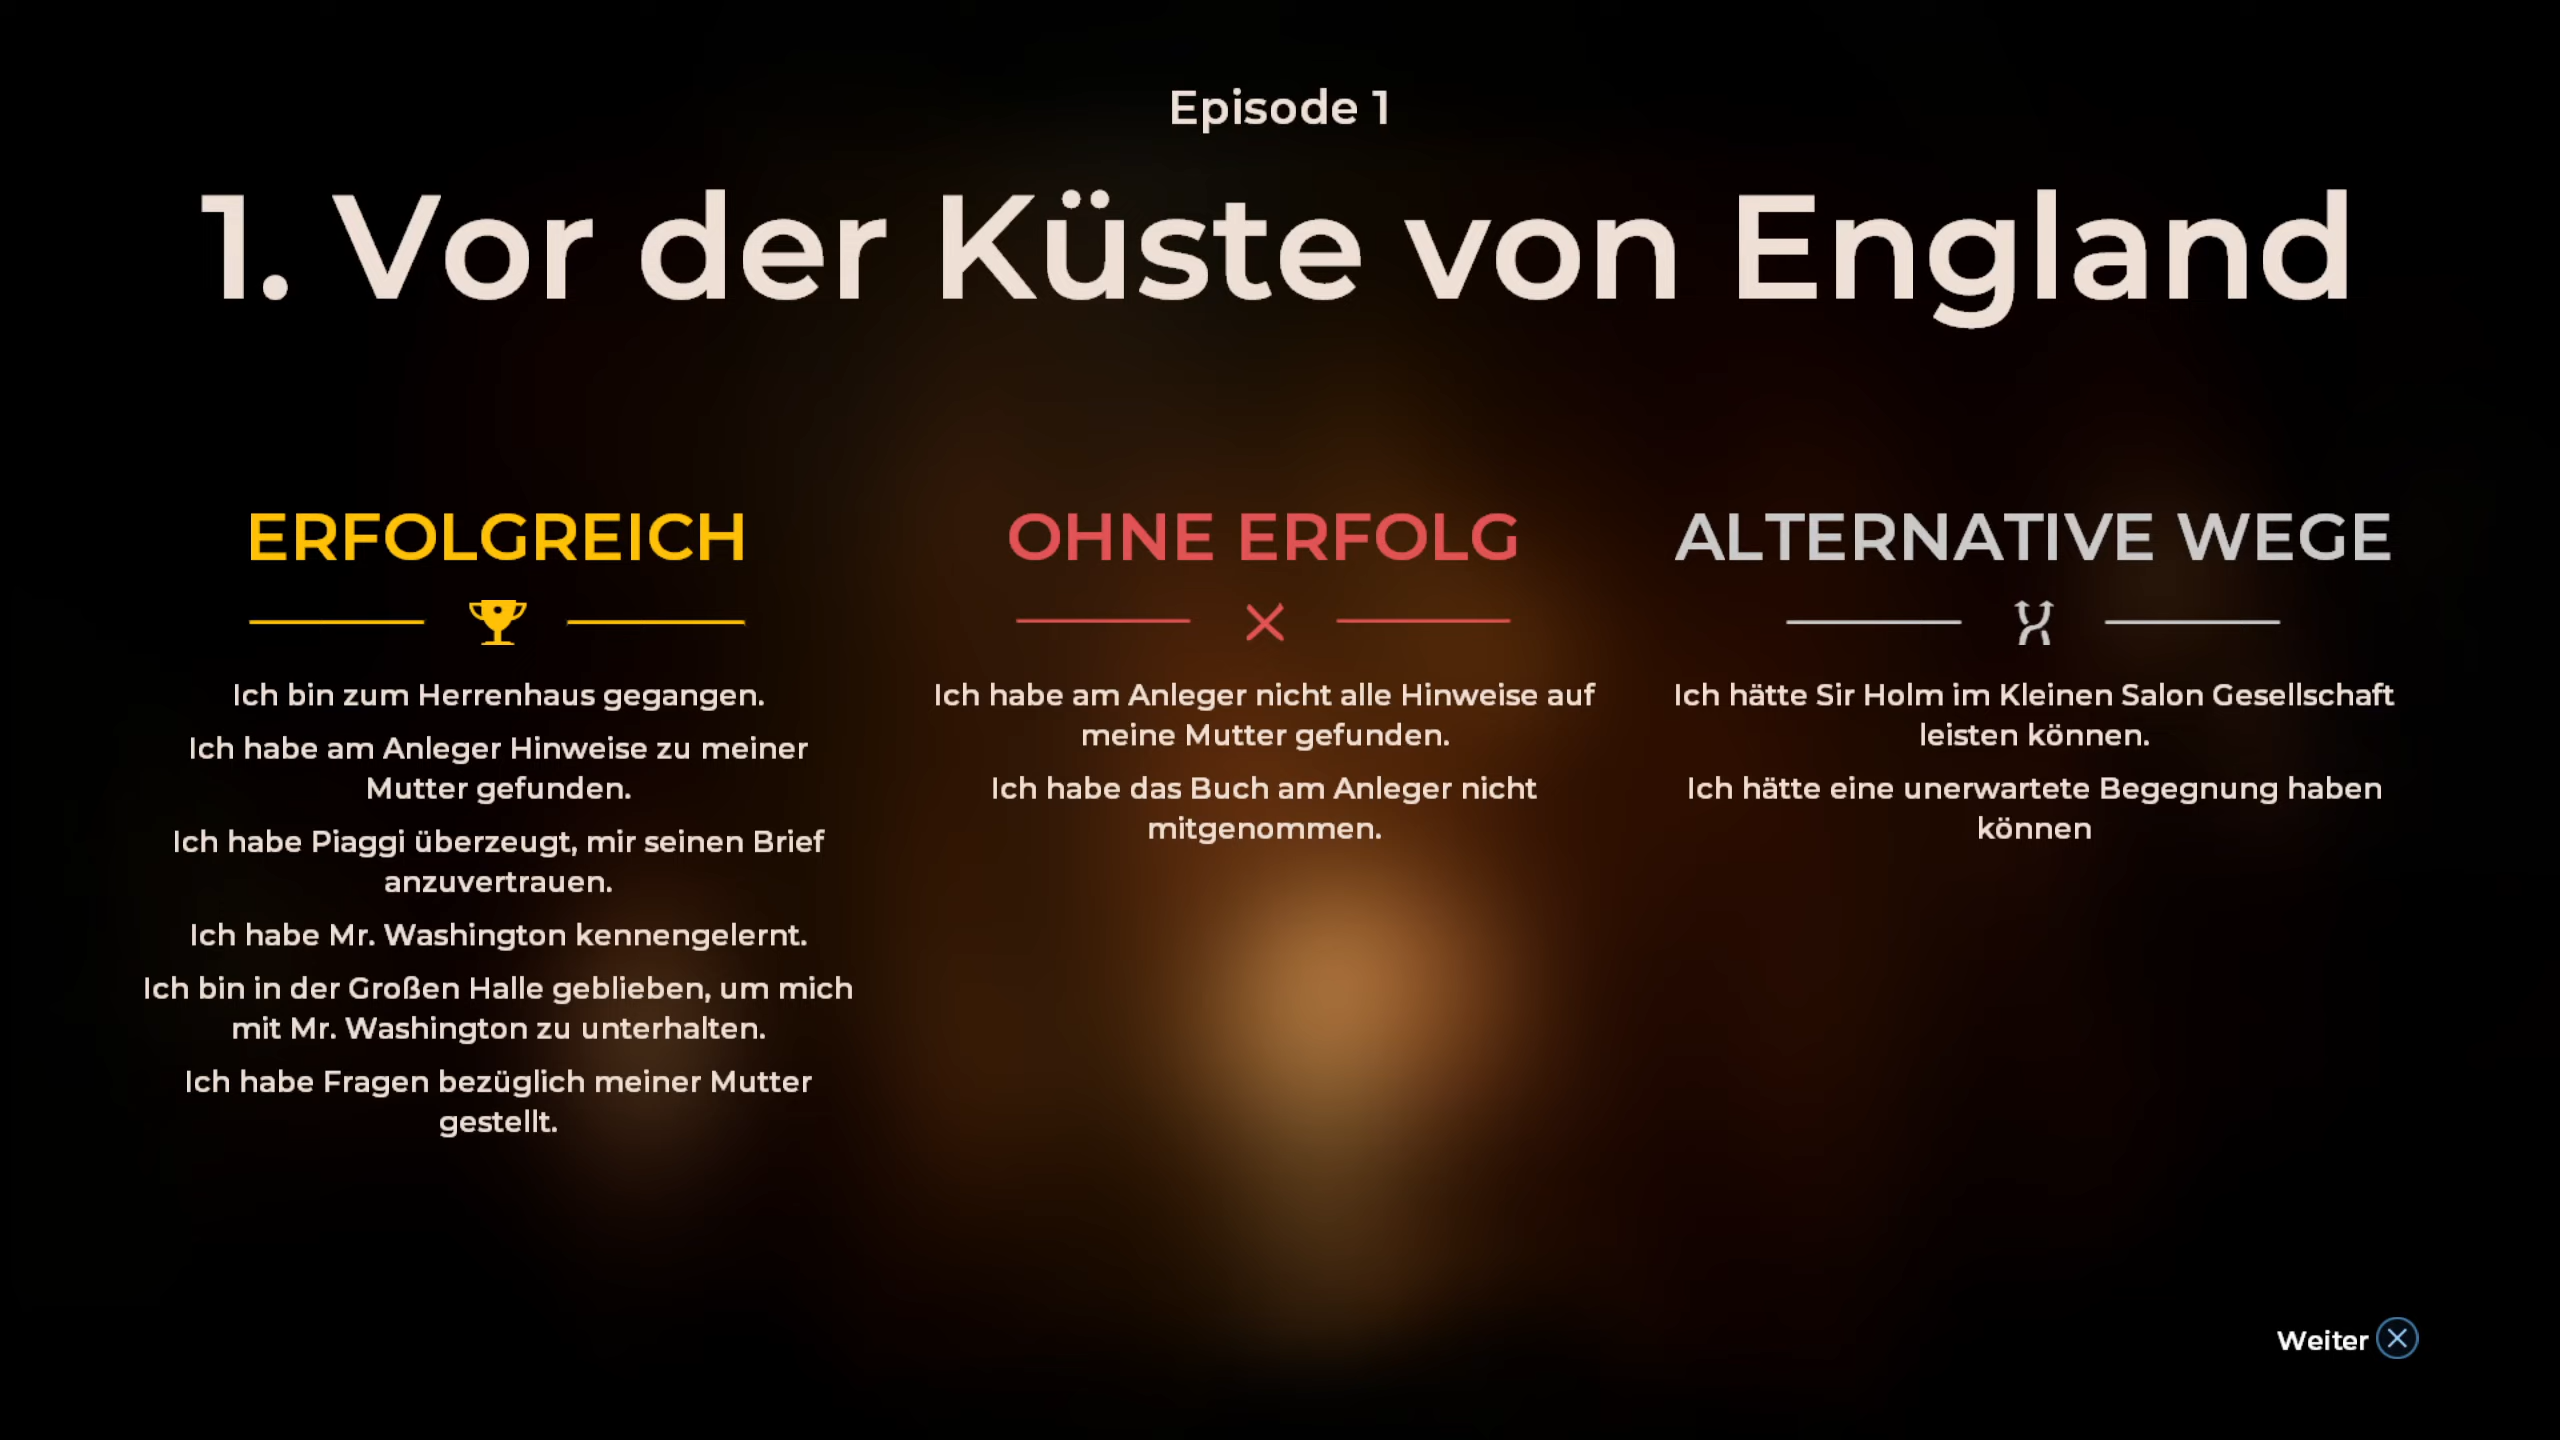 Episode 1
1. Vor der Küste von England
ERFOLGREICH
Ich bin zum Herrenhaus gegangen.
Ich habe am Anleger Hinweise zu meiner
Mutter gefunden.
Ich habe Piaggi überzeugt, mir seinen Brief
anzuvertrauen.
Ich habe Mr. Washington kennengelernt.
Ich bin in der Großen Halle geblieben, um mich
mit Mr. Washington zu unterhalten.
Ich habe Fragen bezüglich meiner Mutter
gestellt.
OHNE ERFOLG
Ich habe am Anleger nicht alle Hinweise auf
meine Mutter gefunden.
Ich habe das Buch am Anleger nicht
mitgenommen.
ALTERNATIVE WEGE
Ich hätte Sir Holm im Kleinen Salon Gesellschaft
leisten können.
Ich hätte eine unerwartete Begegnung haben
können
Weiter